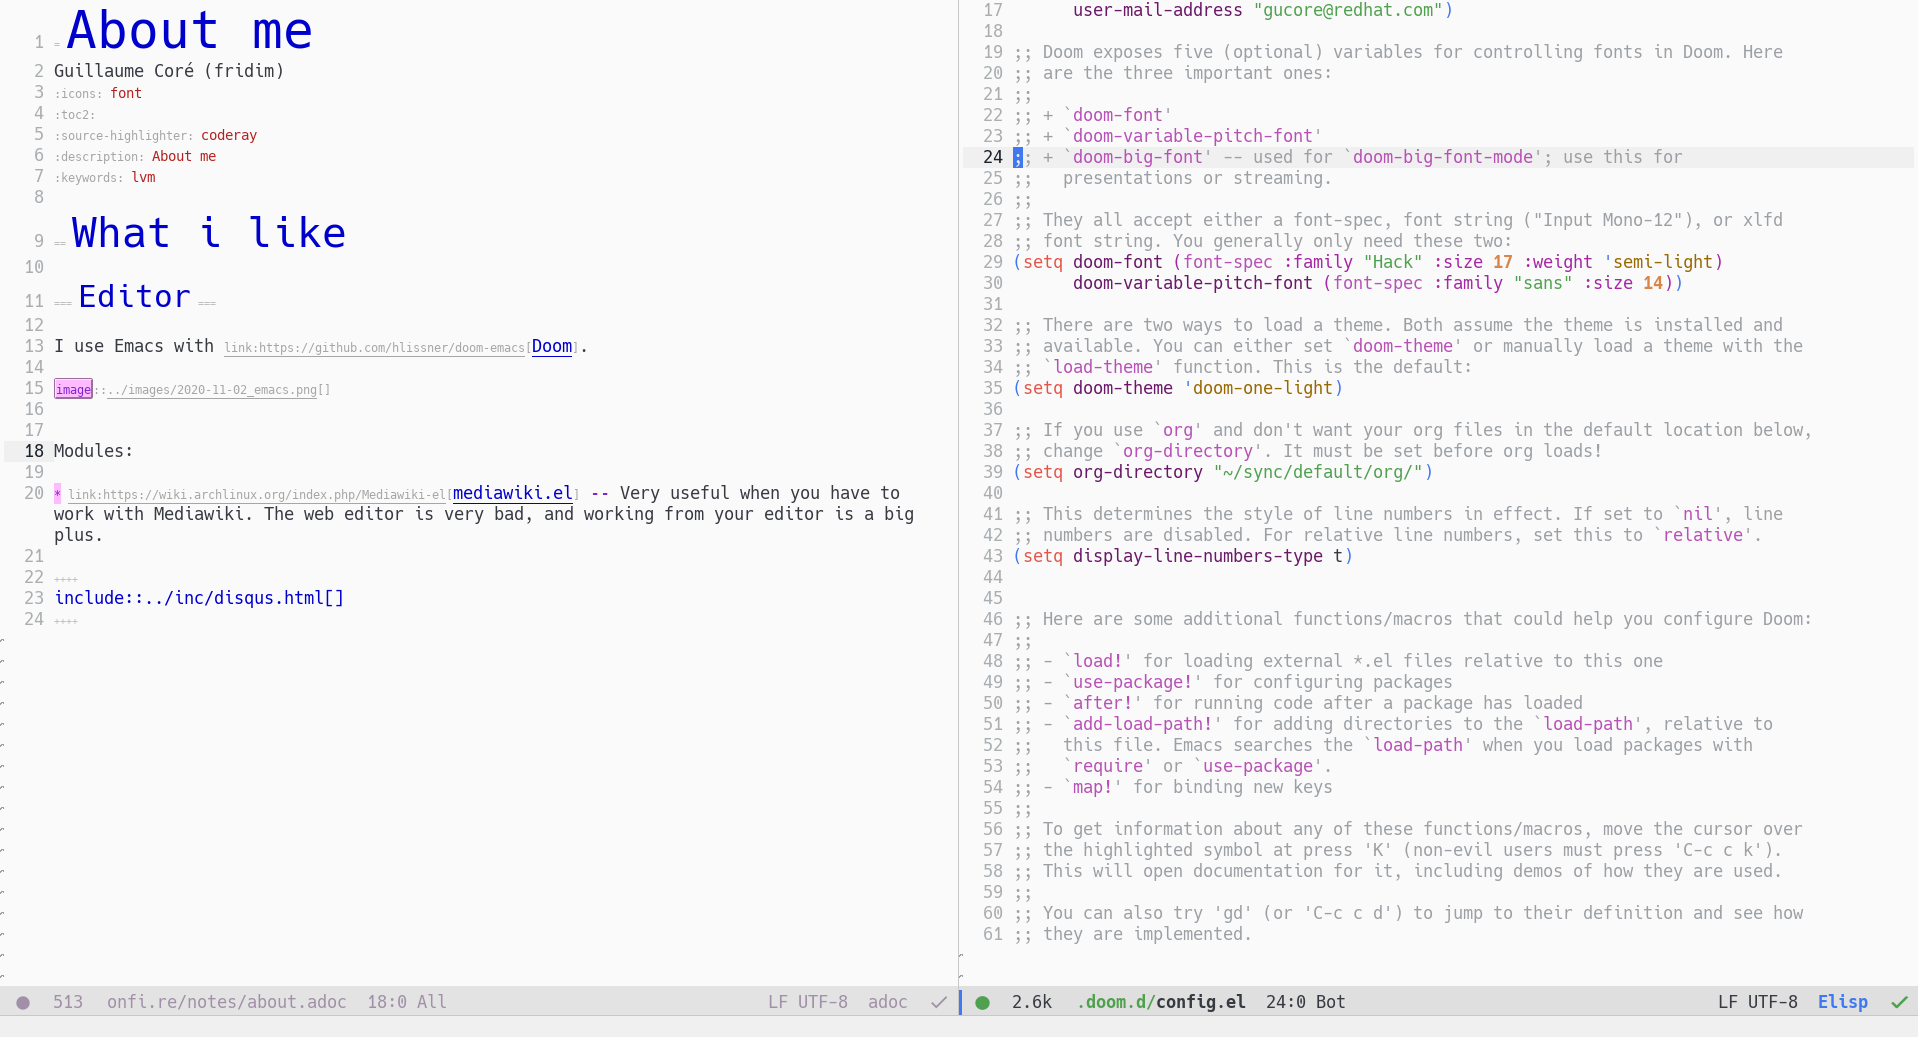 1 = About me
2 Guillaume Coré (fridim)
3 :icons: font
4 :toc2:
5 :source-highlighter: coderay
6 :description: About me
7 :keywords: lvm
8
9 == What i like
10
11 === Editor ===
12
13 I use Emacs with link:https://github.com/hlissner/doom-emacs[Doom].
14
15 image::../images/2020-11-02_emacs.png[]
16
17
18 Modules:
19
20 * link:https://wiki.archlinux.org/index.php/Mediawiki-el[mediawiki.el] -- Very useful when you have to
work with Mediawiki. The web editor is very bad, and working from your editor is a big
plus.
21
22 ++++
23 include::../inc/disqus.html[]
24 ++++
513 onfi.re/notes/about.adoc 18:0 All LF UTF-8 adoc
17       user-mail-address "gucore@redhat.com")
18
19 ;; Doom exposes five (optional) variables for controlling fonts in Doom. Here
20 ;; are the three important ones:
21 ;;
22 ;; + `doom-font'
23 ;; + `doom-variable-pitch-font'
24 ;; + `doom-big-font' -- used for `doom-big-font-mode'; use this for
25 ;;   presentations or streaming.
26 ;;
27 ;; They all accept either a font-spec, font string ("Input Mono-12"), or xlfd
28 ;; font string. You generally only need these two:
29 (setq doom-font (font-spec :family "Hack" :size 17 :weight 'semi-light)
30       doom-variable-pitch-font (font-spec :family "sans" :size 14))
31
32 ;; There are two ways to load a theme. Both assume the theme is installed and
33 ;; available. You can either set `doom-theme' or manually load a theme with the
34 ;; `load-theme' function. This is the default:
35 (setq doom-theme 'doom-one-light)
36
37 ;; If you use `org' and don't want your org files in the default location below,
38 ;; change `org-directory'. It must be set before org loads!
39 (setq org-directory "~/sync/default/org/")
40
41 ;; This determines the style of line numbers in effect. If set to `nil', line
42 ;; numbers are disabled. For relative line numbers, set this to `relative'.
43 (setq display-line-numbers-type t)
44
45
46 ;; Here are some additional functions/macros that could help you configure Doom:
47 ;;
48 ;; - `load!' for loading external *.el files relative to this one
49 ;; - `use-package!' for configuring packages
50 ;; - `after!' for running code after a package has loaded
51 ;; - `add-load-path!' for adding directories to the `load-path', relative to
52 ;;   this file. Emacs searches the `load-path' when you load packages with
53 ;;   `require' or `use-package'.
54 ;; - `map!' for binding new keys
55 ;;
56 ;; To get information about any of these functions/macros, move the cursor over
57 ;; the highlighted symbol at press 'K' (non-evil users must press 'C-c c k').
58 ;; This will open documentation for it, including demos of how they are used.
59 ;;
60 ;; You can also try 'gd' (or 'C-c c d') to jump to their definition and see how
61 ;; they are implemented.
2.6k .doom.d/config.el 24:0 Bot LF UTF-8 Elisp